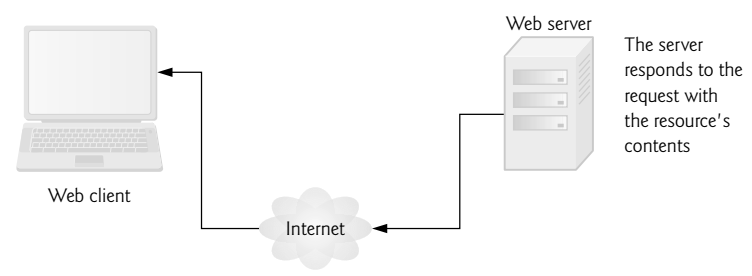 Web server
The server
responds to the
request with
the resource's
contents
Web client
Internet